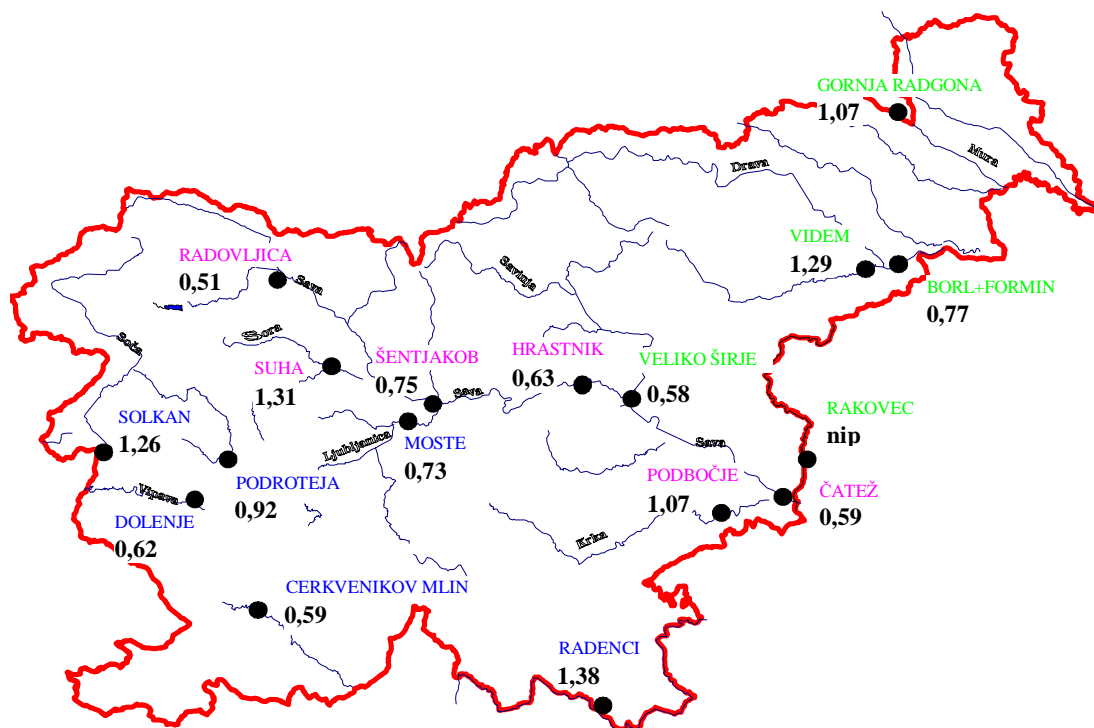 GORNJA RADGONA
1,07
Mura
Drava
VIDEM
1,29
BORL+FORMIN
0,77
RADOVLJICA
0,51
Sava
Savinja
Sora
Soča
SUHA
1,31
ŠENTJAKOB
0,75
Sava
HRASTNIK
0,63
VELIKO ŠIRJE
0,58
SOLKAN
1,26
Ljubljanica
MOSTE
0,73
Sava
RAKOVEC
nip
PODROTEJA
0,92
Vipava
DOLENJE
0,62
PODBOČJE
1,07
ČATEŽ
0,59
Krka
CERKVENIKOV MLIN
0,59
RADENCI
1,38